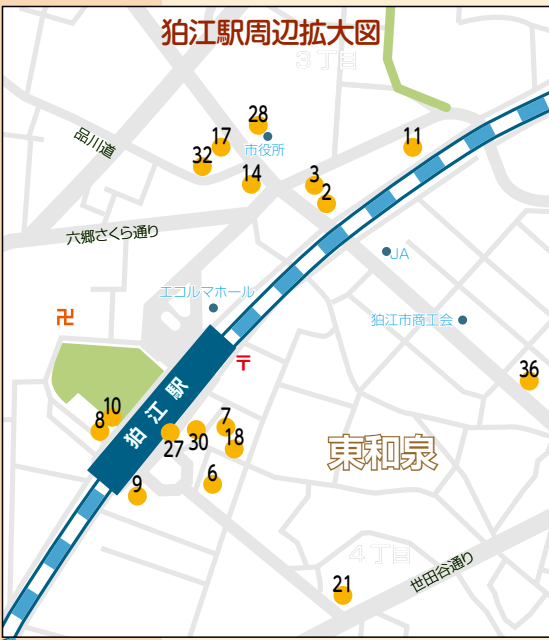 狛江駅周辺拡大図
3丁目
28
17
11
品川道
市役所
32
14
3
2
六郷さくら通り
JA
エコルマホール
卍
狛江市商工会
〒
36
狛江駅
10
8
7
27
30
18
東和泉
6
9
4丁目
世田谷通り
21